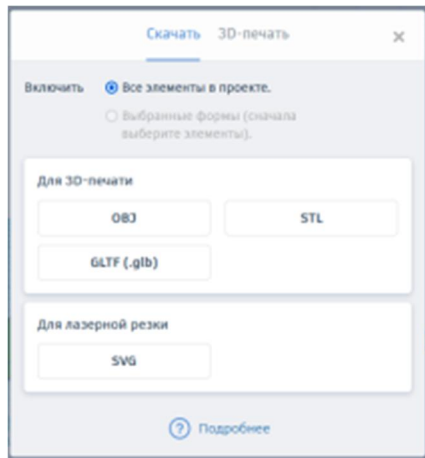 Скачать 3D-печать ×
Включить Все элементы в проекте.
Выбранные формы (сначала
выберите элементы).
Для 3D-печати
OBJ STL
GLTF (.glb)
Для лазерной резки
SVG
? Подробнее